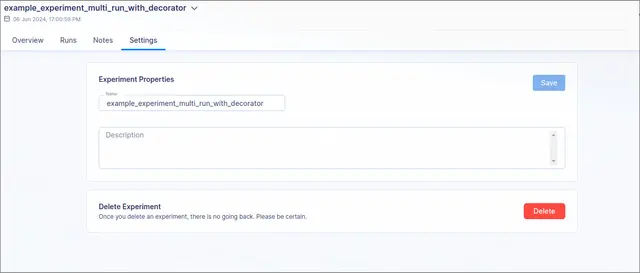 example_experiment_multi_run_with_decorator
06 Jun 2024, 17:00:59 PM
Overview Runs Notes Settings
Experiment Properties
Save
Name
example_experiment_multi_run_with_decorator
Description
Delete Experiment
Once you delete an experiment, there is no going back. Please be certain.
Delete